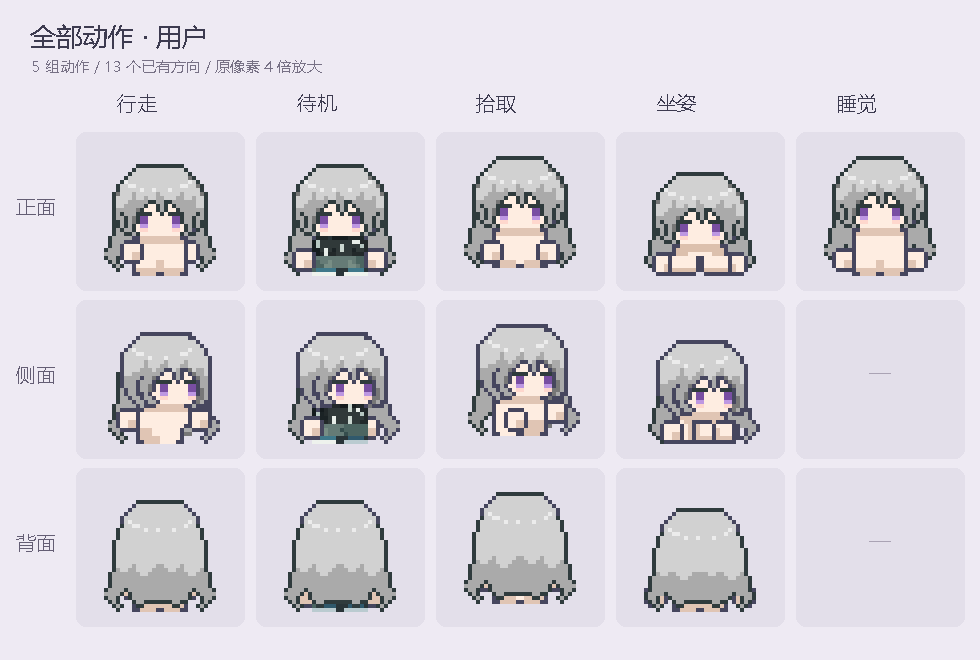 全部动作 · 用户
5 组动作 / 13 个已有方向 / 原像素 4 倍放大
行走 待机 拾取 坐姿 睡觉
正面
侧面
—
背面
—